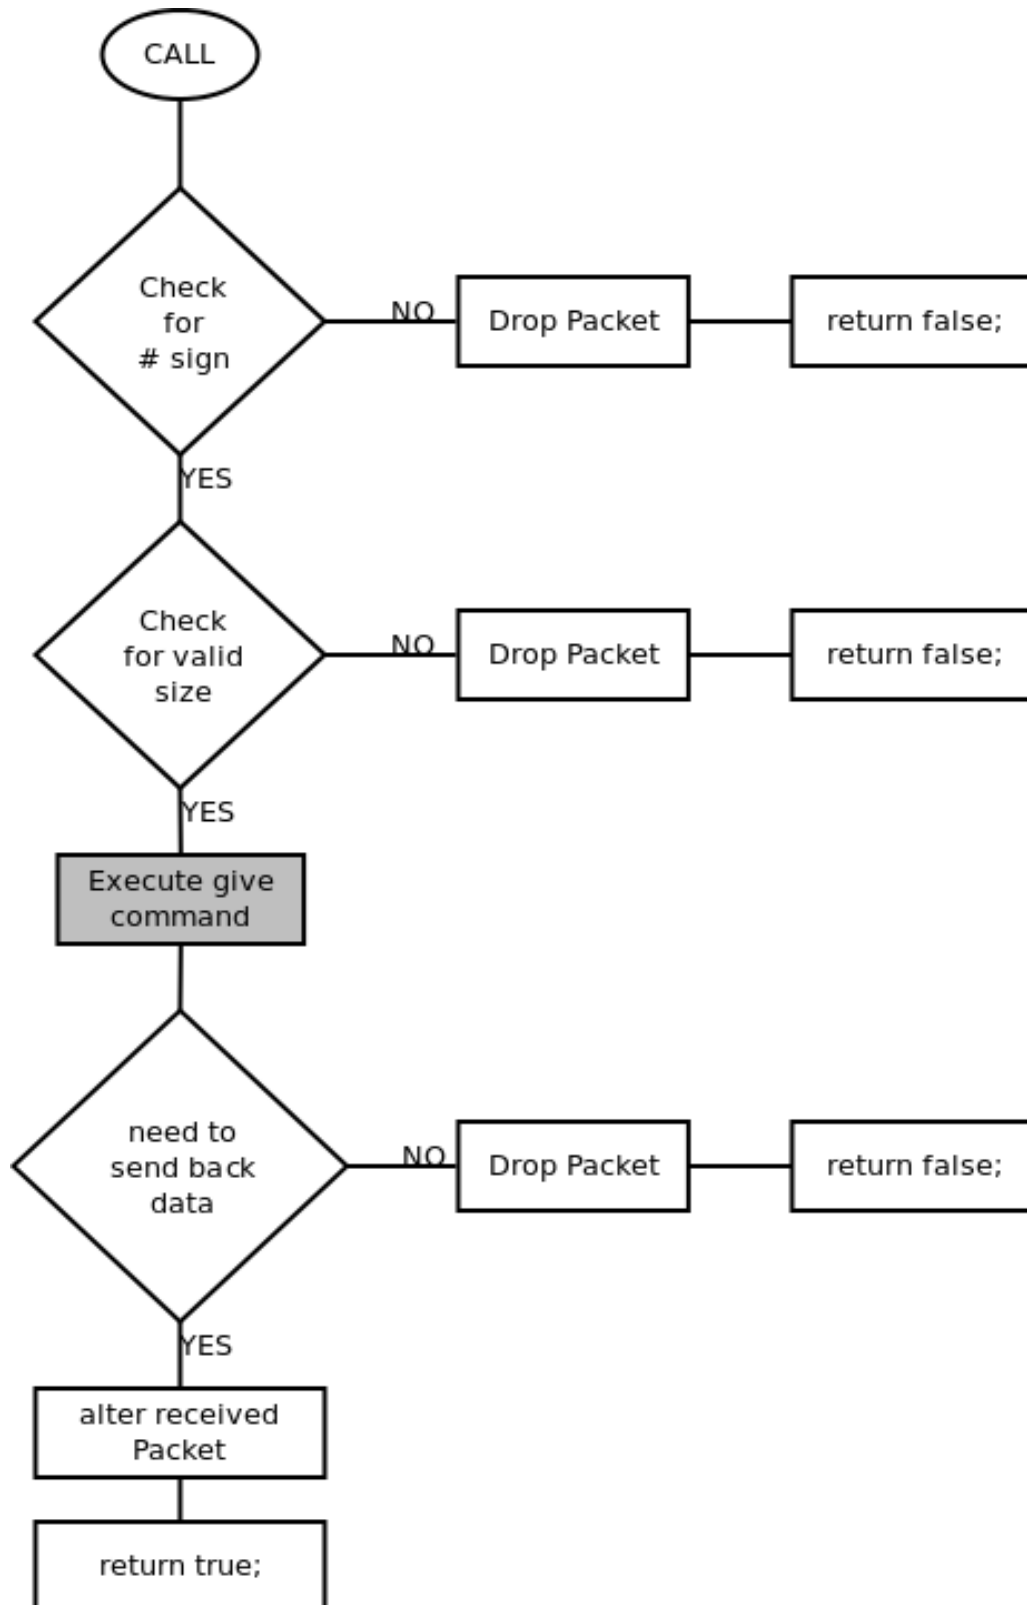 CALL
Check
for
# sign
NO
Drop Packet
return false;
YES
Check
for valid
size
NO
Drop Packet
return false;
YES
Execute give
command
need to
send back
data
NO
Drop Packet
return false;
YES
alter received
Packet
return true;